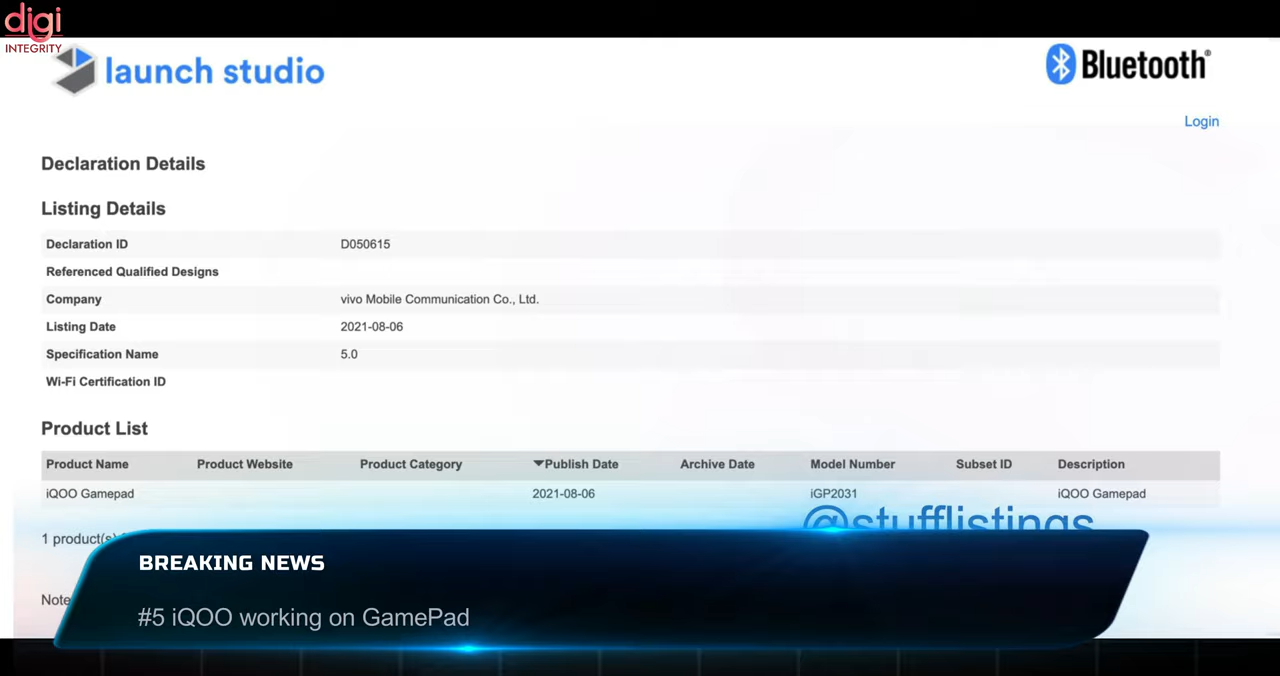 digi
INTEGRITY
launch studio
Bluetooth®
Login
Declaration Details
Listing Details
Declaration ID D050615
Referenced Qualified Designs
Company vivo Mobile Communication Co., Ltd.
Listing Date 2021-08-06
Specification Name 5.0
Wi-Fi Certification ID
Product List
Product Name Product Website Product Category Publish Date Archive Date Model Number Subset ID Description
iQOO Gamepad 2021-08-06 iGP2031 iQOO Gamepad
@stufflistings
1 product(s)
Note
BREAKING NEWS
#5 iQOO working on GamePad